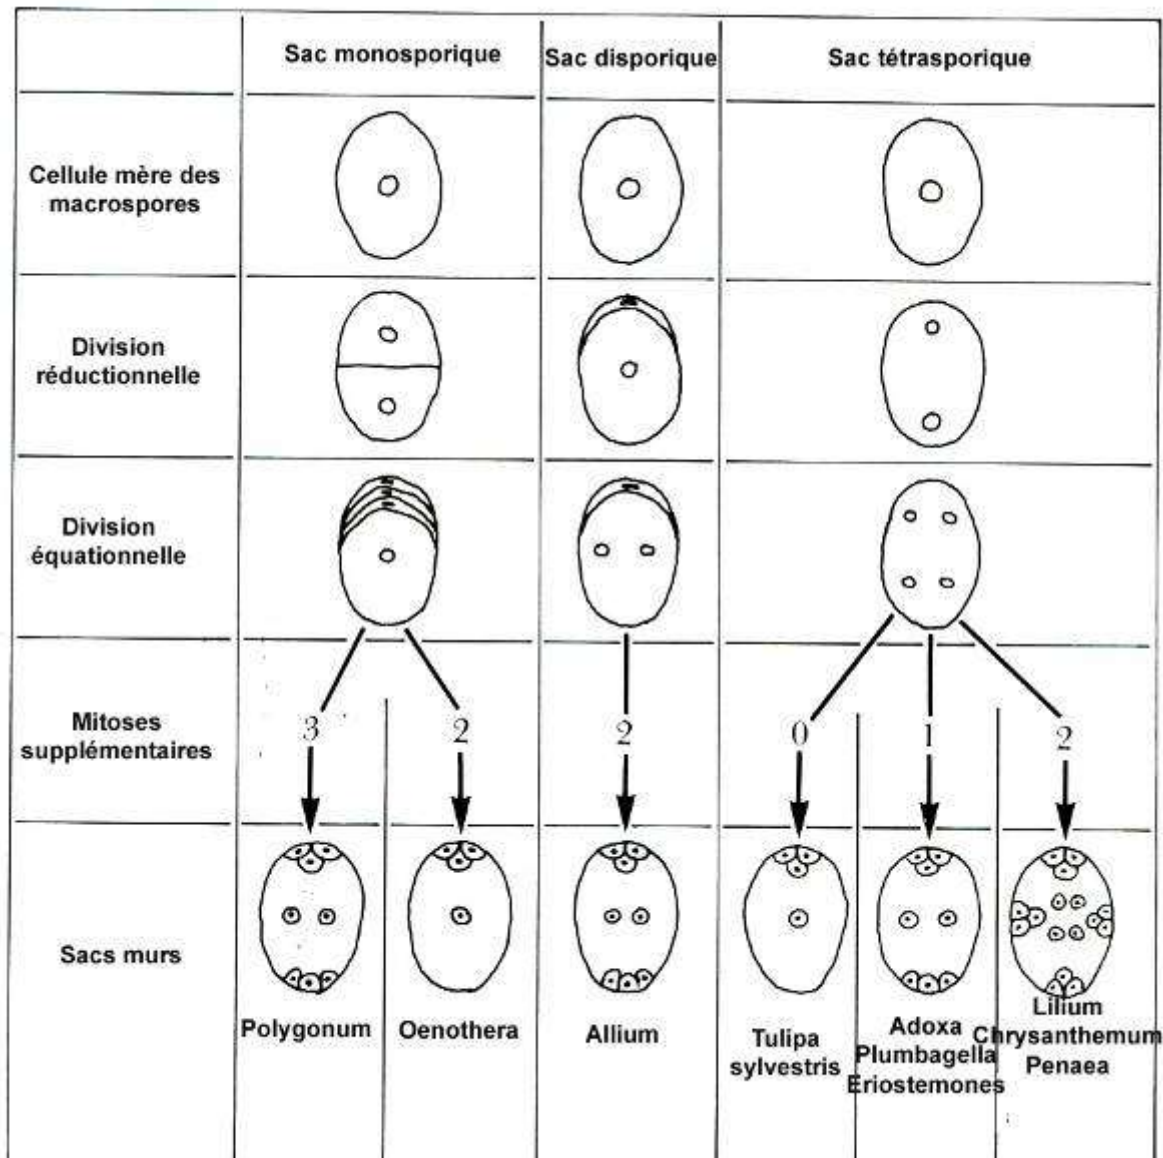 Sac monosporique
Sac disporique
Sac tétrasporique
Cellule mère des
macrospores
Division
réductionnelle
Division
équationnelle
Mitoses
supplémentaires
3
2
2
0
1
2
Sacs murs
Polygonum
Oenothera
Allium
Tulipa
sylvestris
Adoxa
Plumbagella
Eriostemones
Lilium
Chrysanthemum
Penaea